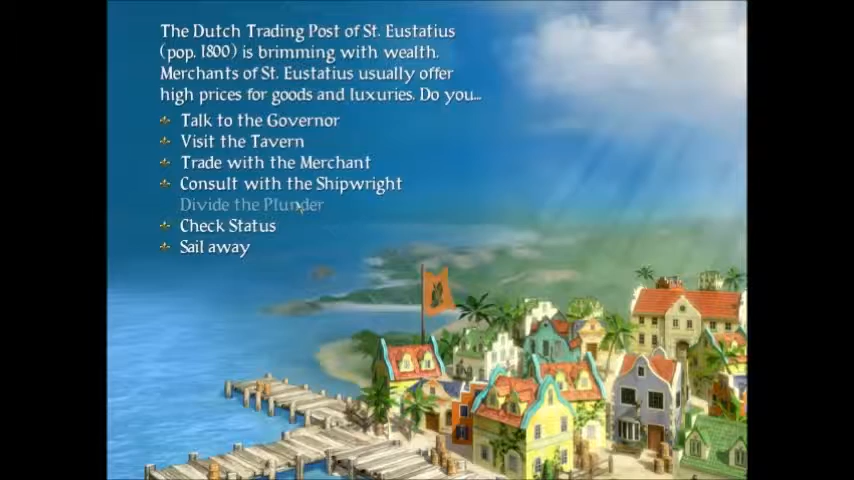 The Dutch Trading Post of St. Eustatius
(pop. 1800) is brimming with wealth.
Merchants of St. Eustatius usually offer
high prices for goods and luxuries. Do you...
Talk to the Governor
Visit the Tavern
Trade with the Merchant
Consult with the Shipwright
Divide the Plunder
Check Status
Sail away